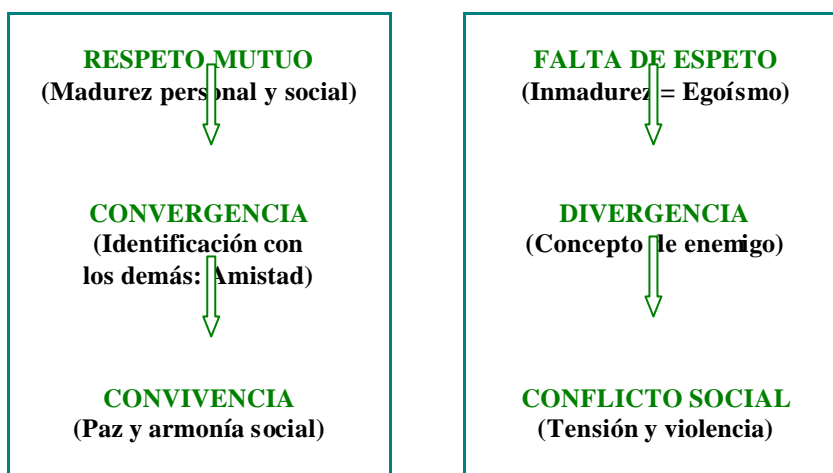 RESPETO MUTUO
(Madurez personal y social)
CONVERGENCIA
(Identificación con
los demás: Amistad)
CONVIVENCIA
(Paz y armonía social)
FALTA DE ESPETO
(Inmadurez = Egoísmo)
DIVERGENCIA
(Concepto de enemigo)
CONFLICTO SOCIAL
(Tensión y violencia)